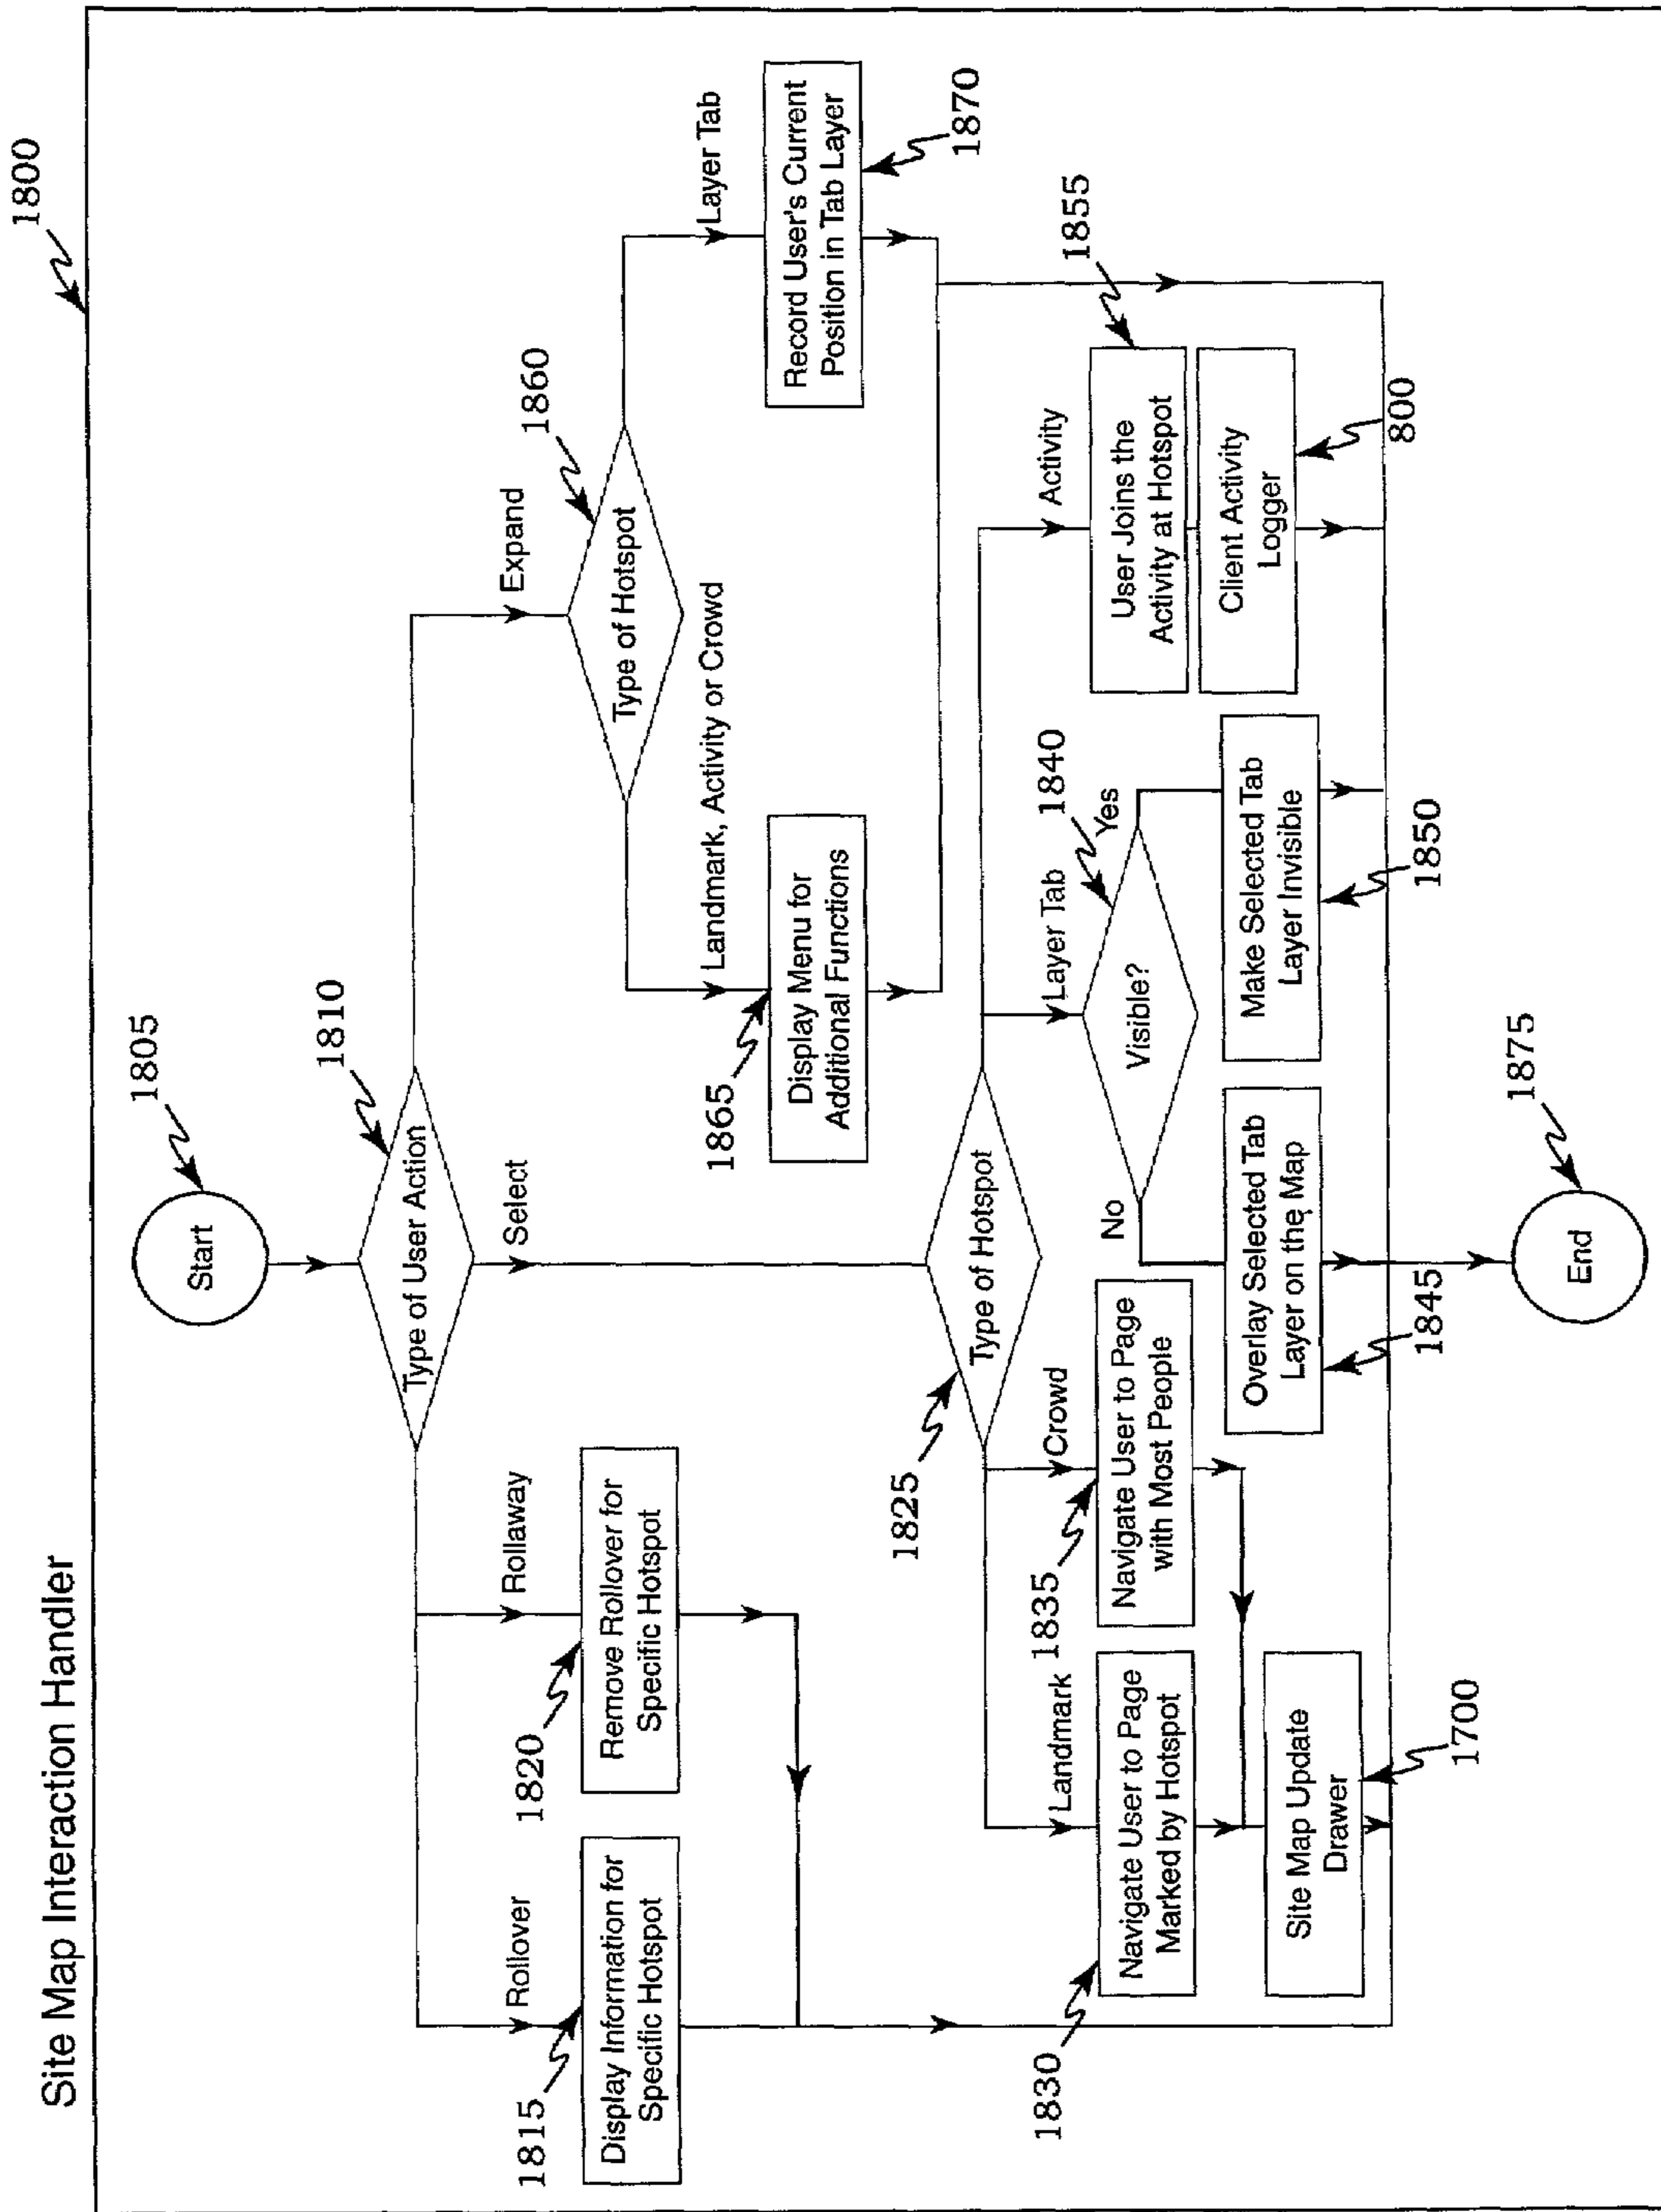 Site Map Interaction Handler
1800
Start
1805
Type of User Action
1810
Rollover
Rollaway
Select
Expand
1815
Display Information for
Specific Hotspot
1820
Remove Rollover for
Specific Hotspot
Type of Hotspot
1860
Landmark, Activity or Crowd
Layer Tab
1865
Display Menu for
Additional Functions
Record User's Current
Position in Tab Layer
1870
1825
Type of Hotspot
Landmark
Crowd
Layer Tab
Activity
1830
Navigate User to Page
Marked by Hotspot
1835
Navigate User to Page
with Most People
No
Visible?
Yes
1840
User Joins the
Activity at Hotspot
1855
Site Map Update
Drawer
1700
Overlay Selected Tab
Layer on the Map
1845
Make Selected Tab
Layer Invisible
1850
Client Activity
Logger
800
End
1875